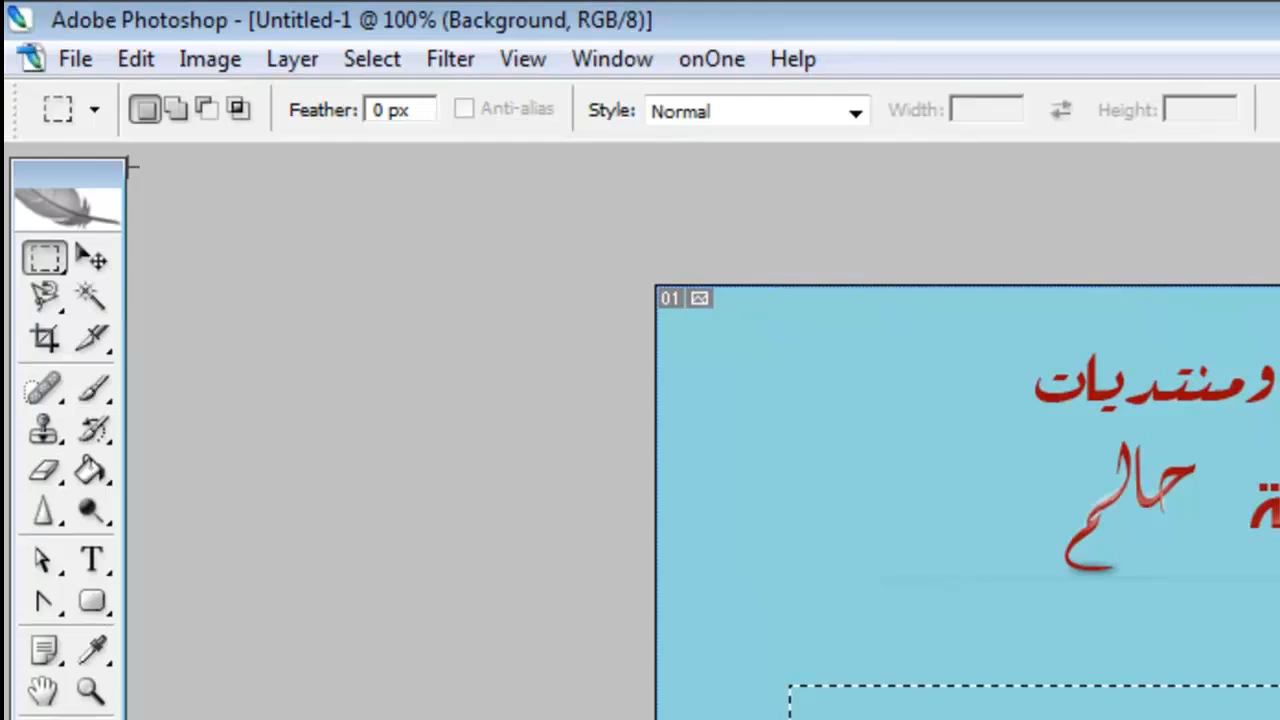 Adobe Photoshop - [Untitled-1 @ 100% (Background, RGB/8)]
File Edit Image Layer Select Filter View Window onOne Help
Feather: 0 px Anti-alias Style: Normal Width: Height:
01
ومنتديات
حالم